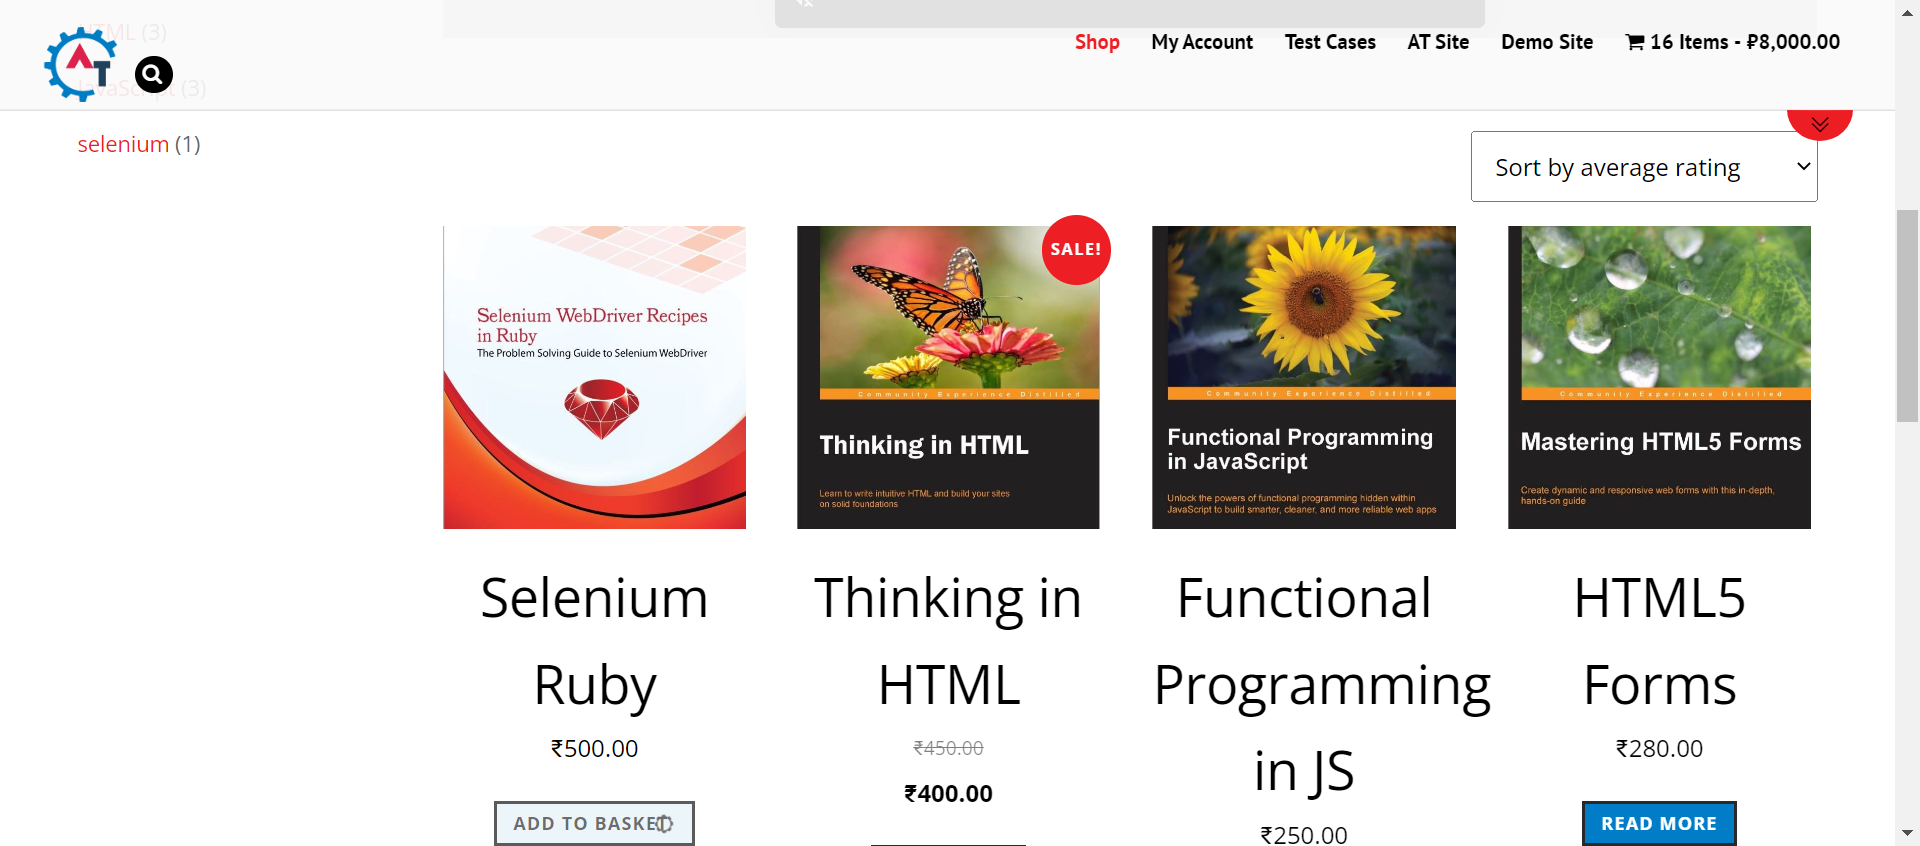 HTML (3)
Shop My Account Test Cases AT Site Demo Site 16 Items - ₽8,000.00
AT
JavaScript (3)
selenium (1)
Sort by average rating
SALE!
Selenium WebDriver Recipes
in Ruby
The Problem Solving Guide to Selenium WebDriver
Community Experience Distilled
Thinking in HTML
Learn to write intuitive HTML and build your sites
on solid foundations
Community Experience Distilled
Functional Programming
in JavaScript
Unlock the powers of functional programming hidden within
JavaScript to build smarter, cleaner, and more reliable web apps
Community Experience Distilled
Mastering HTML5 Forms
Create dynamic and responsive web forms with this in-depth,
hands-on guide
Selenium
Ruby
₹500.00
ADD TO BASKET
Thinking in
HTML
₹450.00
₹400.00
Functional
Programming
in JS
₹250.00
HTML5
Forms
₹280.00
READ MORE